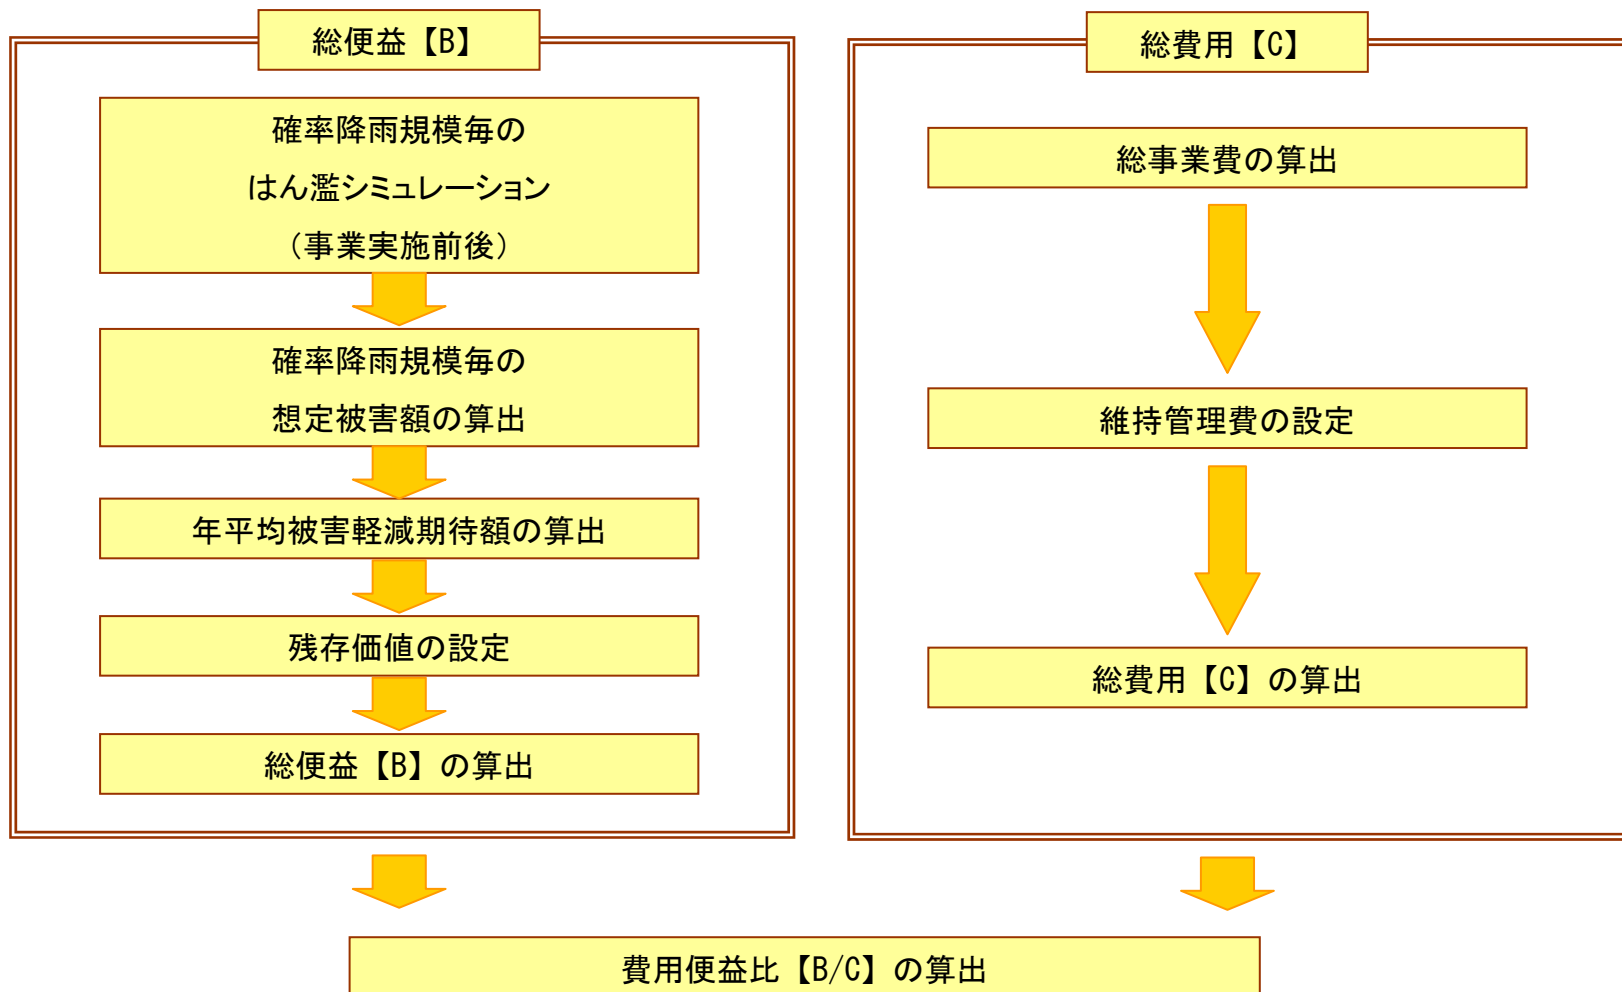 総便益【B】
確率降雨規模毎の
はん濫シミュレーション
（事業実施前後）
確率降雨規模毎の
想定被害額の算出
年平均被害軽減期待額の算出
残存価値の設定
総便益【B】の算出
総費用【C】
総事業費の算出
維持管理費の設定
総費用【C】の算出
費用便益比【B/C】の算出